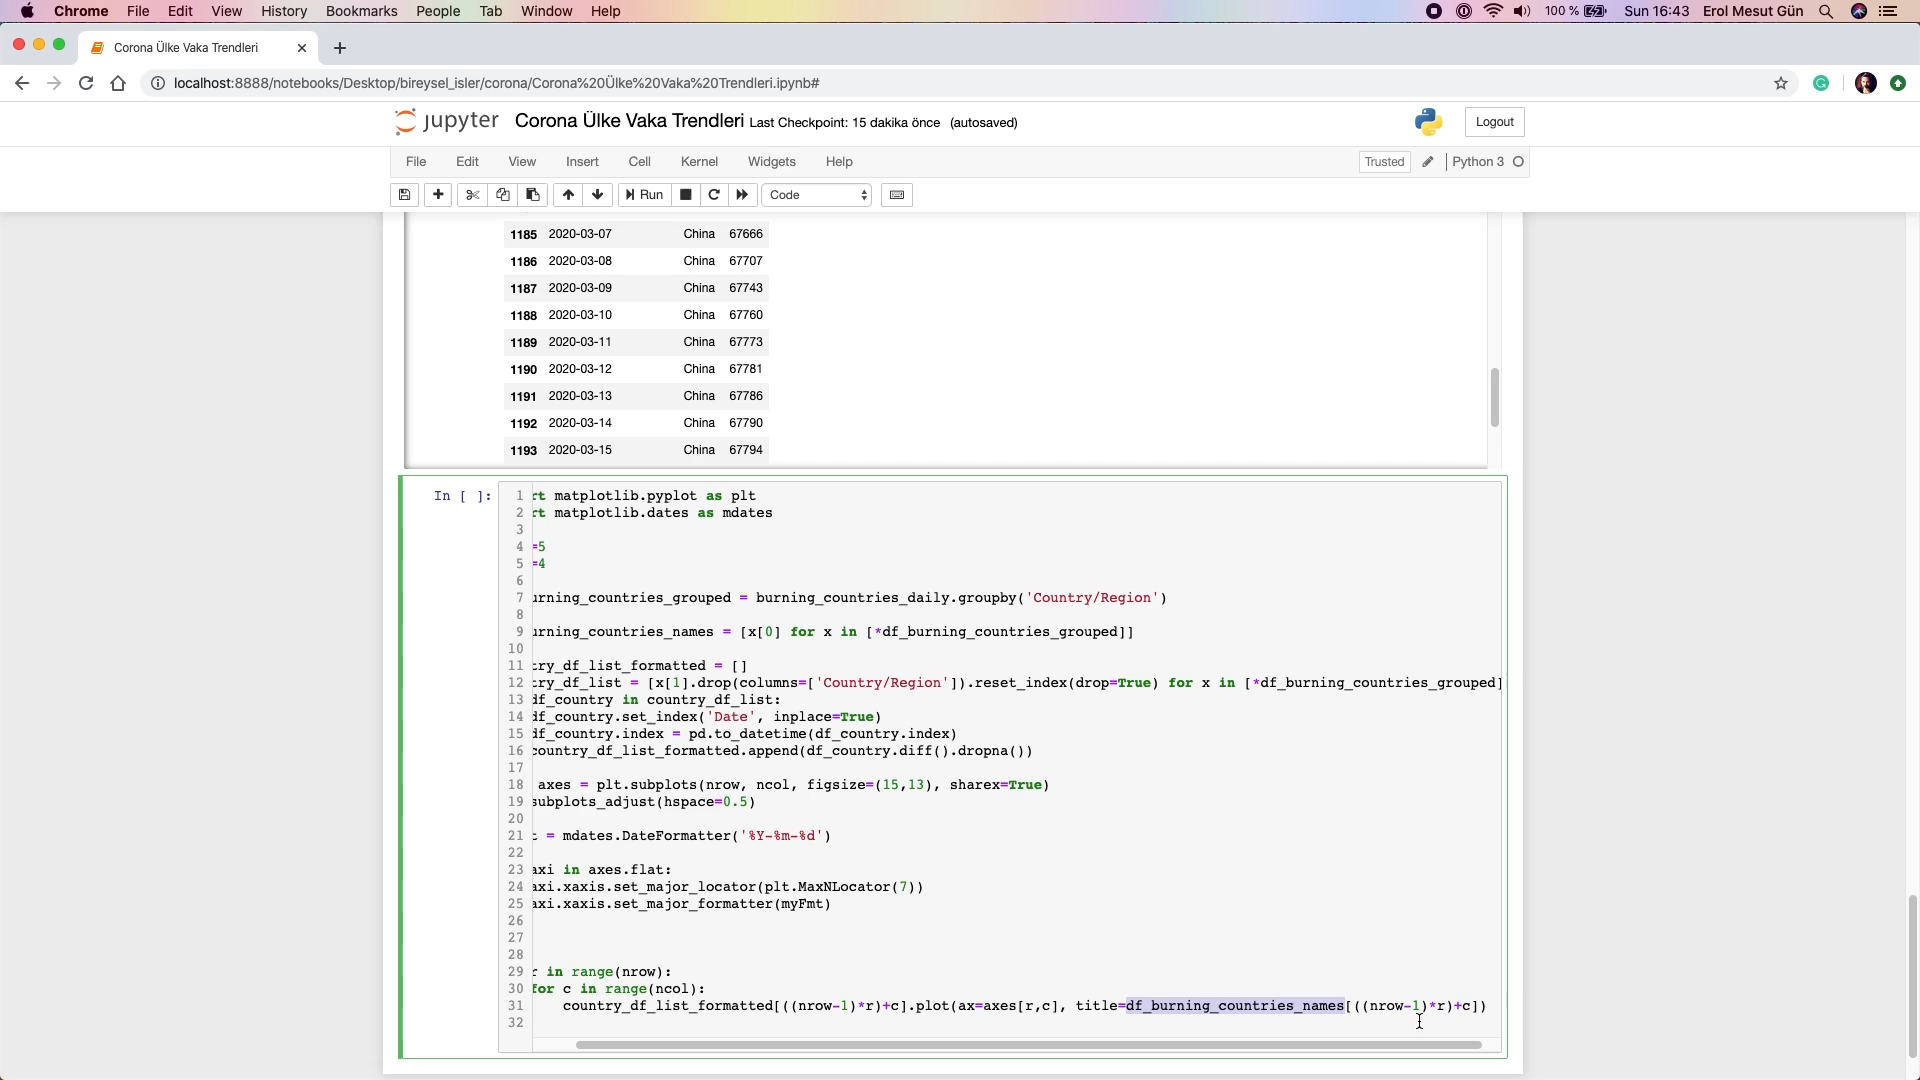 Chrome File Edit View History Bookmarks People Tab Window Help 100 % Sun 16:43 Erol Mesut Gün
Corona Ülke Vaka Trendleri
localhost:8888/notebooks/Desktop/bireysel_isler/corona/Corona%20Ülke%20Vaka%20Trendleri.ipynb#
jupyter Corona Ülke Vaka Trendleri Last Checkpoint: 15 dakika önce (autosaved) Logout
File Edit View Insert Cell Kernel Widgets Help Trusted Python 3
Run Code
1185 2020-03-07 China 67666
1186 2020-03-08 China 67707
1187 2020-03-09 China 67743
1188 2020-03-10 China 67760
1189 2020-03-11 China 67773
1190 2020-03-12 China 67781
1191 2020-03-13 China 67786
1192 2020-03-14 China 67790
1193 2020-03-15 China 67794
In [ ]: 1 rt matplotlib.pyplot as plt
2 rt matplotlib.dates as mdates
3
4 =5
5 =4
6
7 urning_countries_grouped = burning_countries_daily.groupby('Country/Region')
8
9 urning_countries_names = [x[0] for x in [*df_burning_countries_grouped]]
10
11 try_df_list_formatted = []
12 try_df_list = [x[1].drop(columns=['Country/Region']).reset_index(drop=True) for x in [*df_burning_countries_grouped]
13 df_country in country_df_list:
14 df_country.set_index('Date', inplace=True)
15 df_country.index = pd.to_datetime(df_country.index)
16 country_df_list_formatted.append(df_country.diff().dropna())
17
18 axes = plt.subplots(nrow, ncol, figsize=(15,13), sharex=True)
19 subplots_adjust(hspace=0.5)
20
21 t = mdates.DateFormatter('%Y-%m-%d')
22
23 axi in axes.flat:
24 axi.xaxis.set_major_locator(plt.MaxNLocator(7))
25 axi.xaxis.set_major_formatter(myFmt)
26
27
28
29 r in range(nrow):
30 for c in range(ncol):
31 country_df_list_formatted[((nrow-1)*r)+c].plot(ax=axes[r,c], title=df_burning_countries_names[((nrow-1)*r)+c])
32